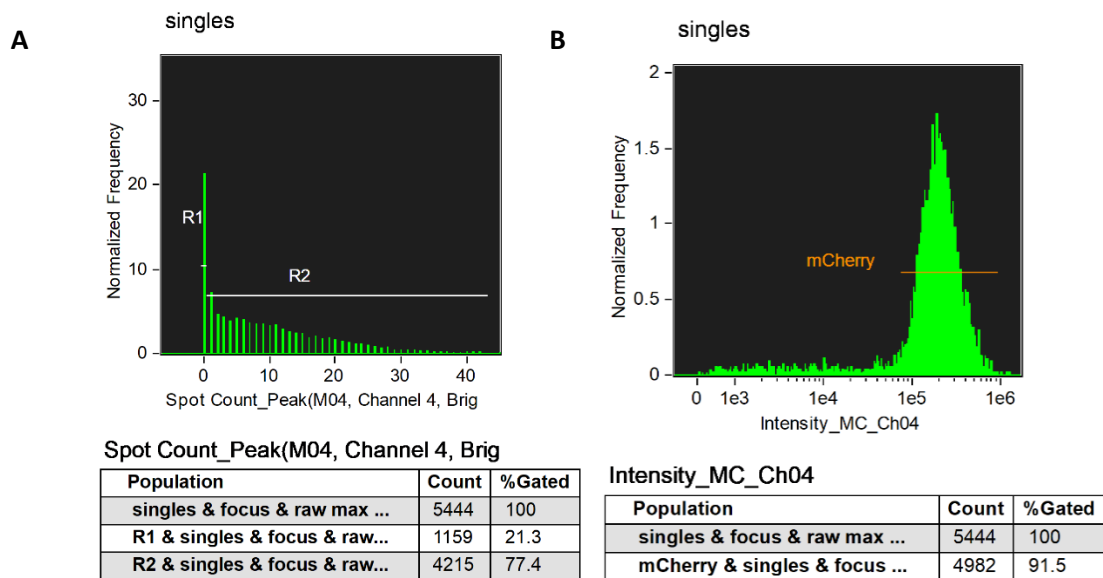 A
singles
Normalized Frequency
30
20
10
0
R1
R2
0 10 20 30 40
Spot Count_Peak(M04, Channel 4, Brig
Spot Count_Peak(M04, Channel 4, Brig
Population Count %Gated
singles & focus & raw max ... 5444 100
R1 & singles & focus & raw... 1159 21.3
R2 & singles & focus & raw... 4215 77.4
B
singles
Normalized Frequency
2
1.5
1
0.5
0
mCherry
0 1e3 1e4 1e5 1e6
Intensity_MC_Ch04
Intensity_MC_Ch04
Population Count %Gated
singles & focus & raw max ... 5444 100
mCherry & singles & focus ... 4982 91.5